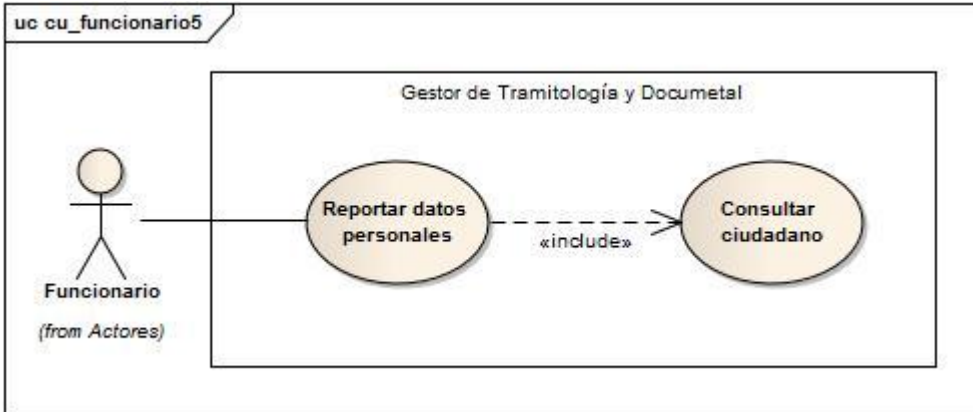 uc cu_funcionario5
Gestor de Tramitología y Documetal
Reportar datos
personales
«include»
Consultar
ciudadano
Funcionario
(from Actores)